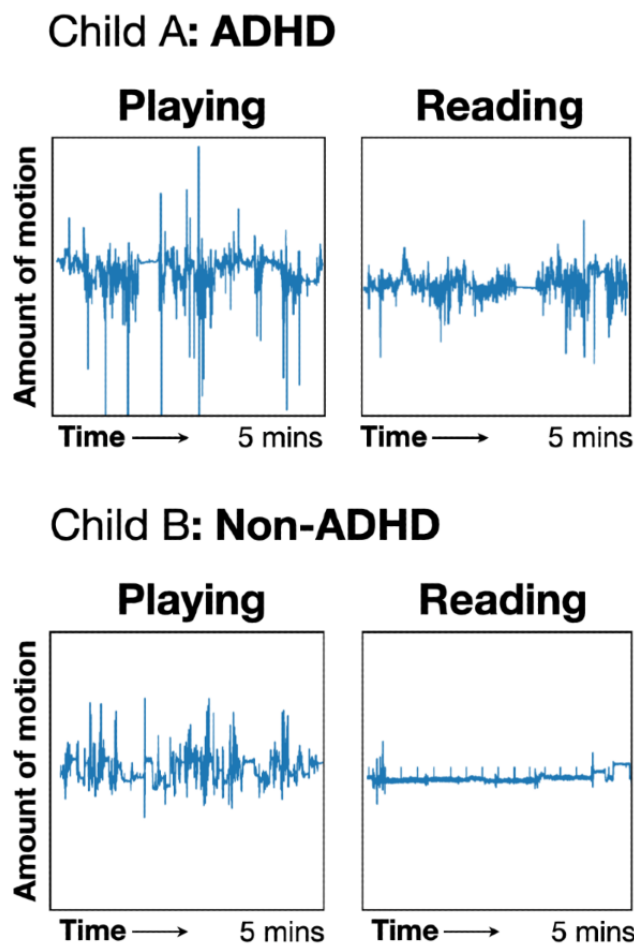 Child A: ADHD
Playing Reading
Amount of motion
Time → 5 mins Time → 5 mins
Child B: Non-ADHD
Playing Reading
Amount of motion
Time → 5 mins Time → 5 mins